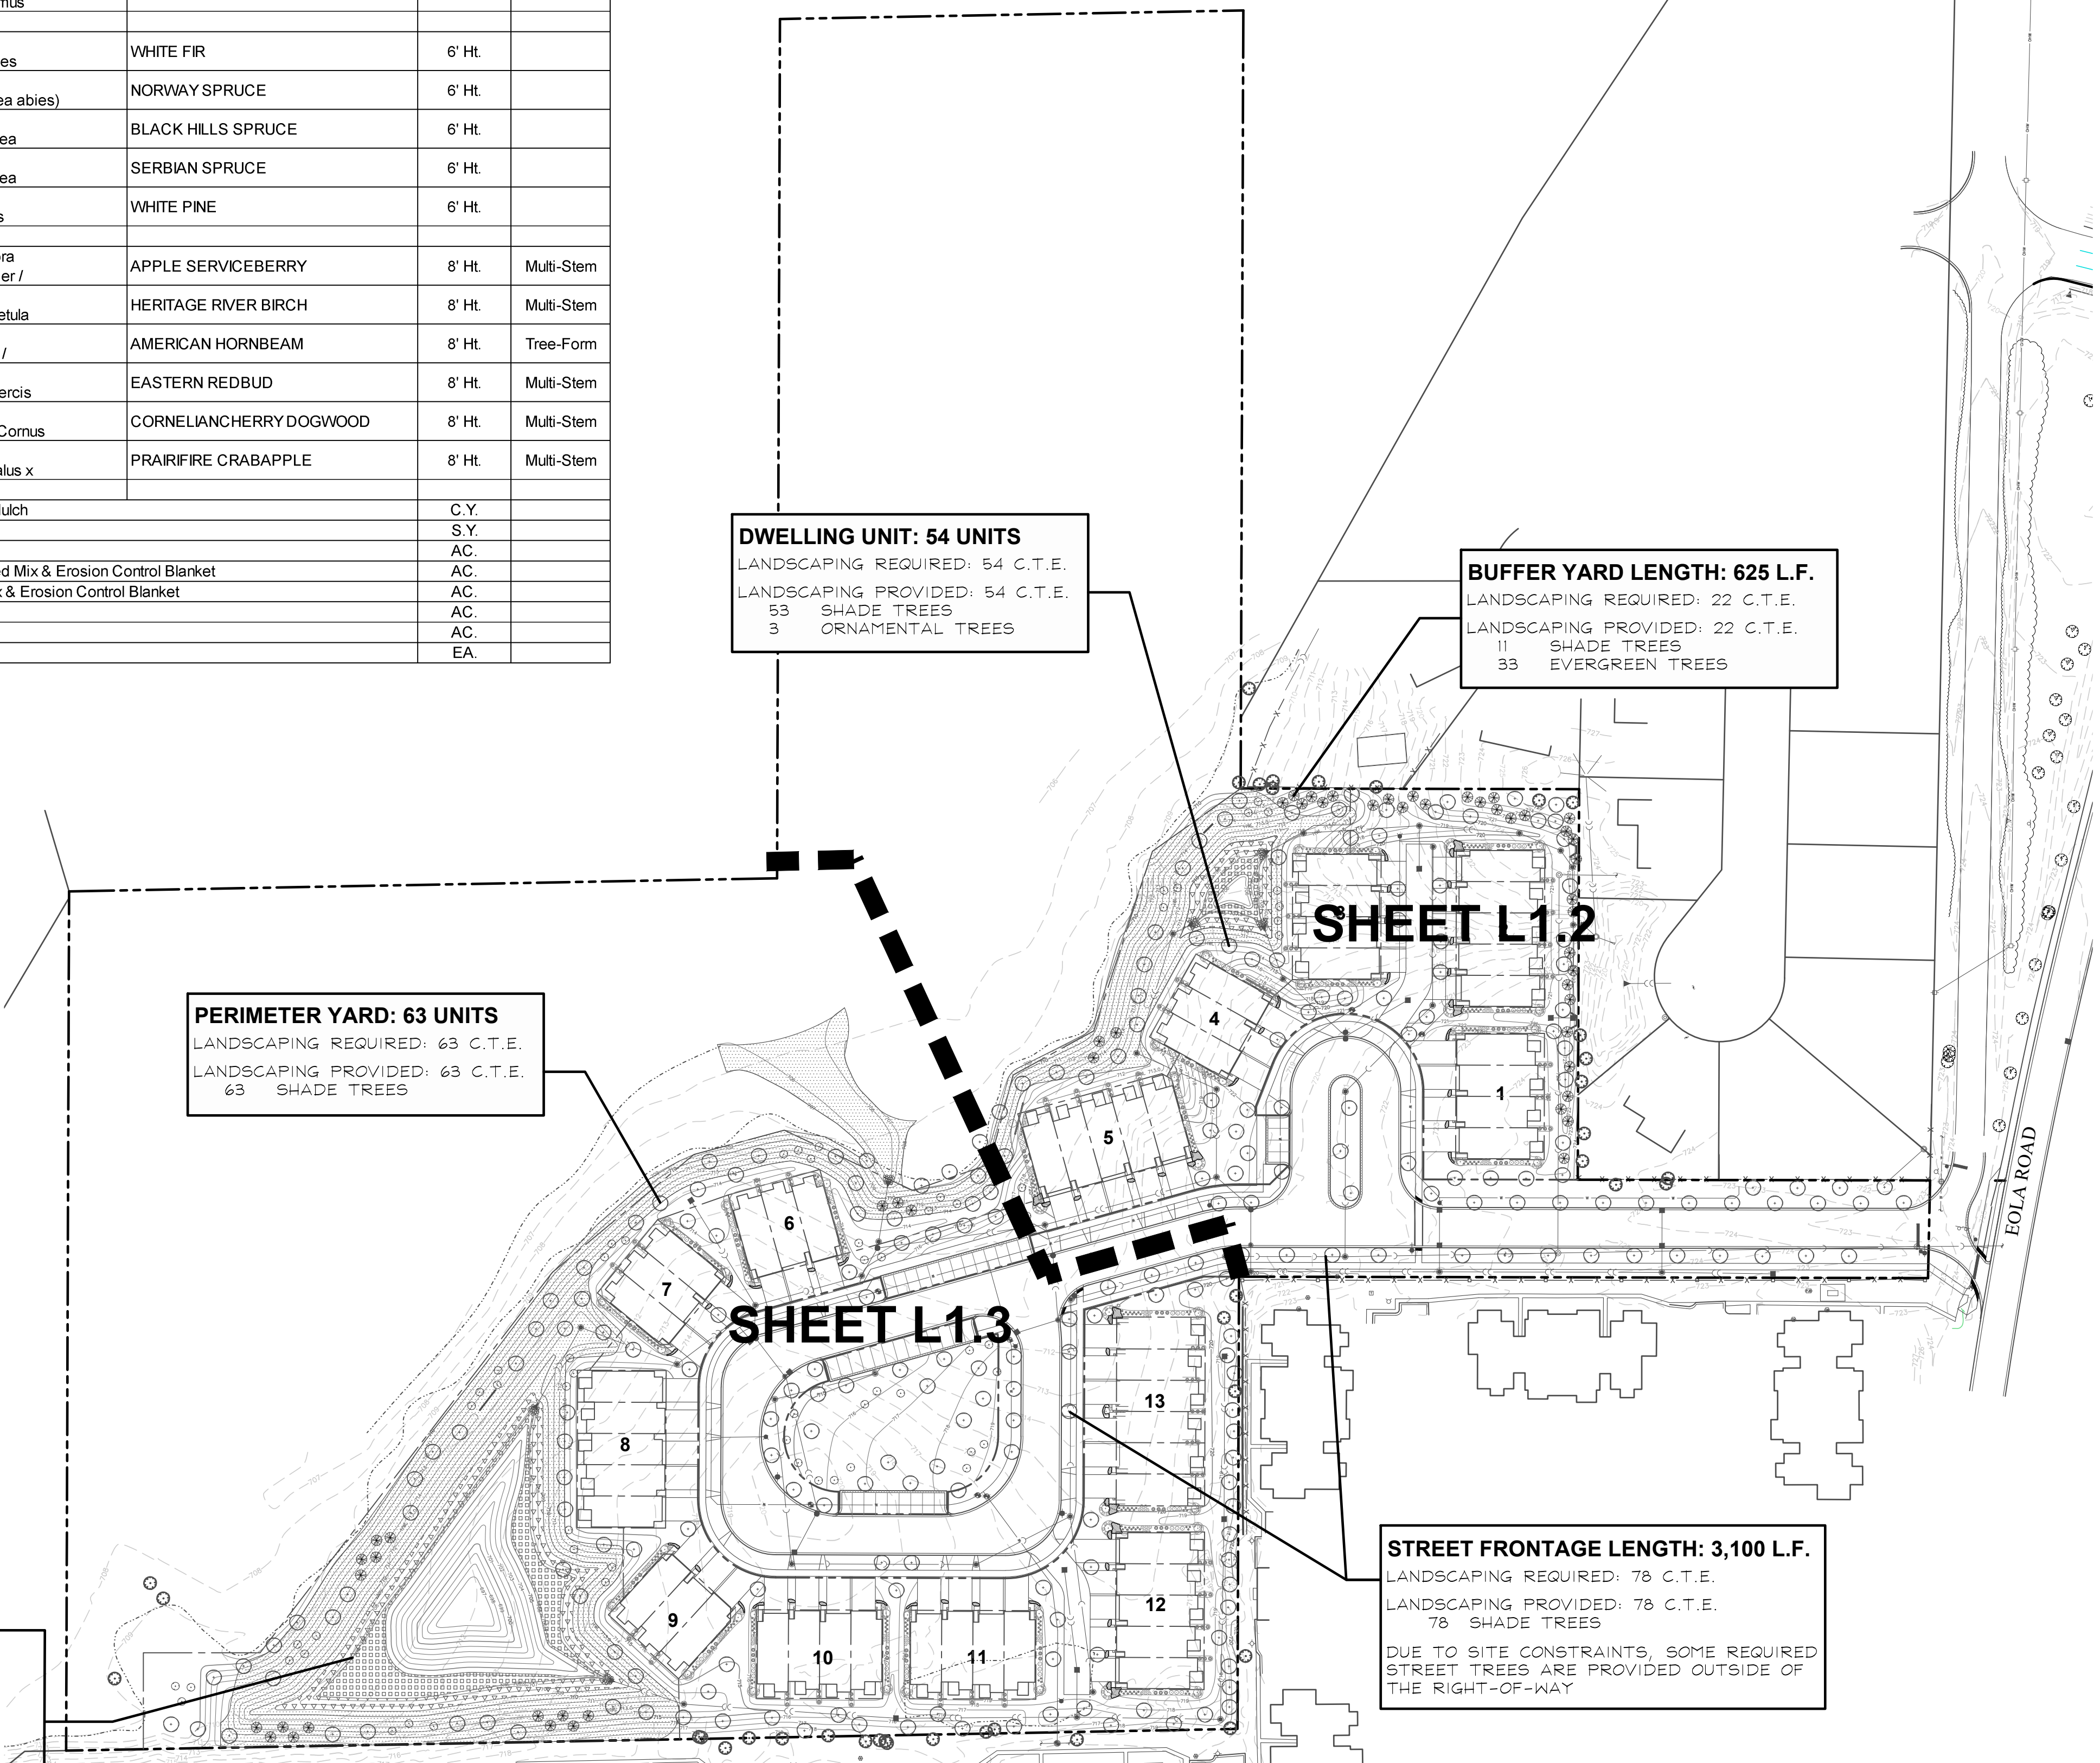 mus
es
WHITE FIR
6' Ht.
ea abies)
NORWAY SPRUCE
6' Ht.
ea
BLACK HILLS SPRUCE
6' Ht.
ea
SERBIAN SPRUCE
6' Ht.
s
WHITE PINE
6' Ht.
ora
er /
APPLE SERVICEBERRY
8' Ht.
Multi-Stem
etula
HERITAGE RIVER BIRCH
8' Ht.
Multi-Stem
/
AMERICAN HORNBEAM
8' Ht.
Tree-Form
ercis
EASTERN REDBUD
8' Ht.
Multi-Stem
Cornus
CORNELIANCHERRY DOGWOOD
8' Ht.
Multi-Stem
alus x
PRAIRIFIRE CRABAPPLE
8' Ht.
Multi-Stem
ulch
C.Y.
S.Y.
AC.
ed Mix & Erosion Control Blanket
AC.
x & Erosion Control Blanket
AC.
AC.
AC.
EA.
DWELLING UNIT: 54 UNITS
LANDSCAPING REQUIRED: 54 C.T.E.
LANDSCAPING PROVIDED: 54 C.T.E.
53 SHADE TREES
3 ORNAMENTAL TREES
BUFFER YARD LENGTH: 625 L.F.
LANDSCAPING REQUIRED: 22 C.T.E.
LANDSCAPING PROVIDED: 22 C.T.E.
11 SHADE TREES
33 EVERGREEN TREES
SHEET L1.2
PERIMETER YARD: 63 UNITS
LANDSCAPING REQUIRED: 63 C.T.E.
LANDSCAPING PROVIDED: 63 C.T.E.
63 SHADE TREES
4
1
5
6
7
EOLA ROAD
SHEET L1.3
13
8
12
9
10
11
STREET FRONTAGE LENGTH: 3,100 L.F.
LANDSCAPING REQUIRED: 78 C.T.E.
LANDSCAPING PROVIDED: 78 C.T.E.
78 SHADE TREES
DUE TO SITE CONSTRAINTS, SOME REQUIRED
STREET TREES ARE PROVIDED OUTSIDE OF
THE RIGHT-OF-WAY